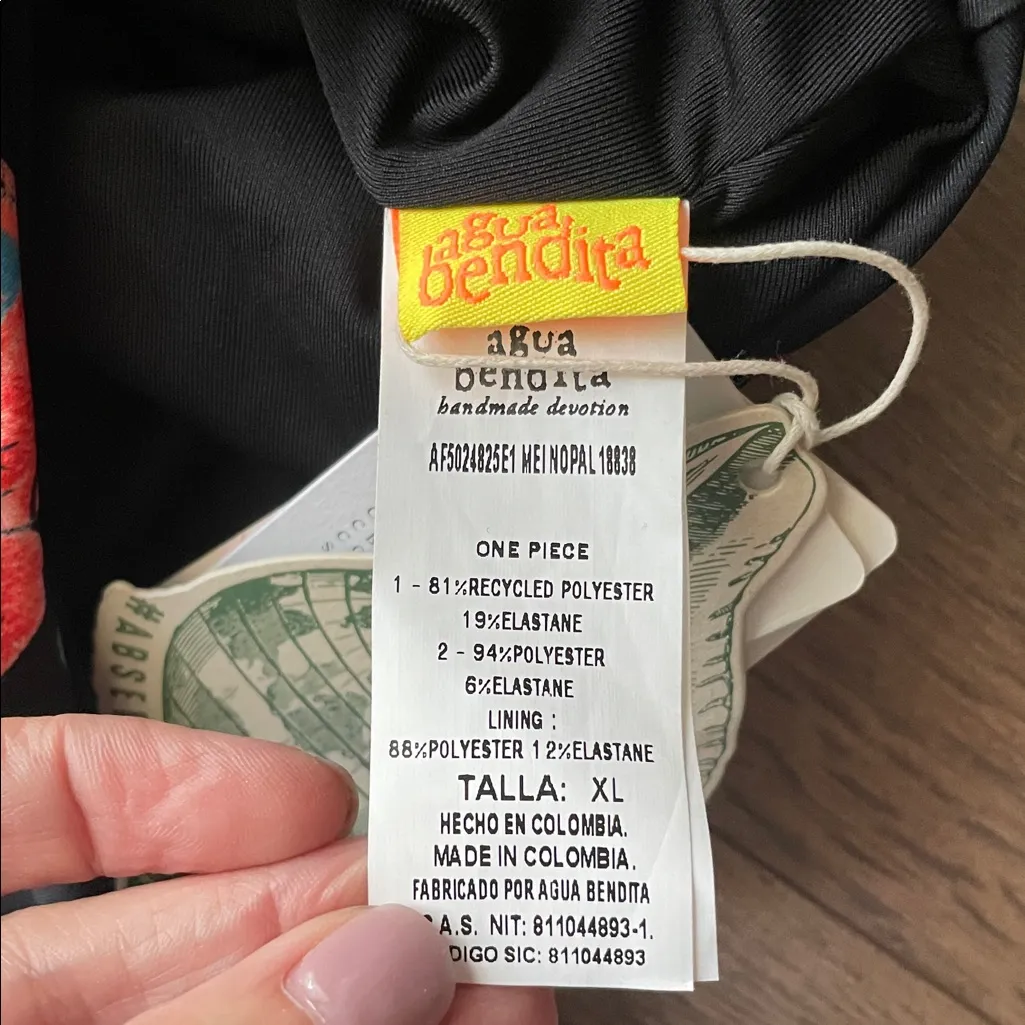 agua
bendita
agua
bendita
handmade devotion
AF5024825E1 MEI NOPAL 18838
ONE PIECE
1 - 81%RECYCLED POLYESTER
19%ELASTANE
2 - 94%POLYESTER
6%ELASTANE
LINING :
88%POLYESTER 12%ELASTANE
TALLA: XL
HECHO EN COLOMBIA.
MADE IN COLOMBIA.
FABRICADO POR AGUA BENDITA
.A.S. NIT: 811044893-1.
DIGO SIC: 811044893
#ABSE